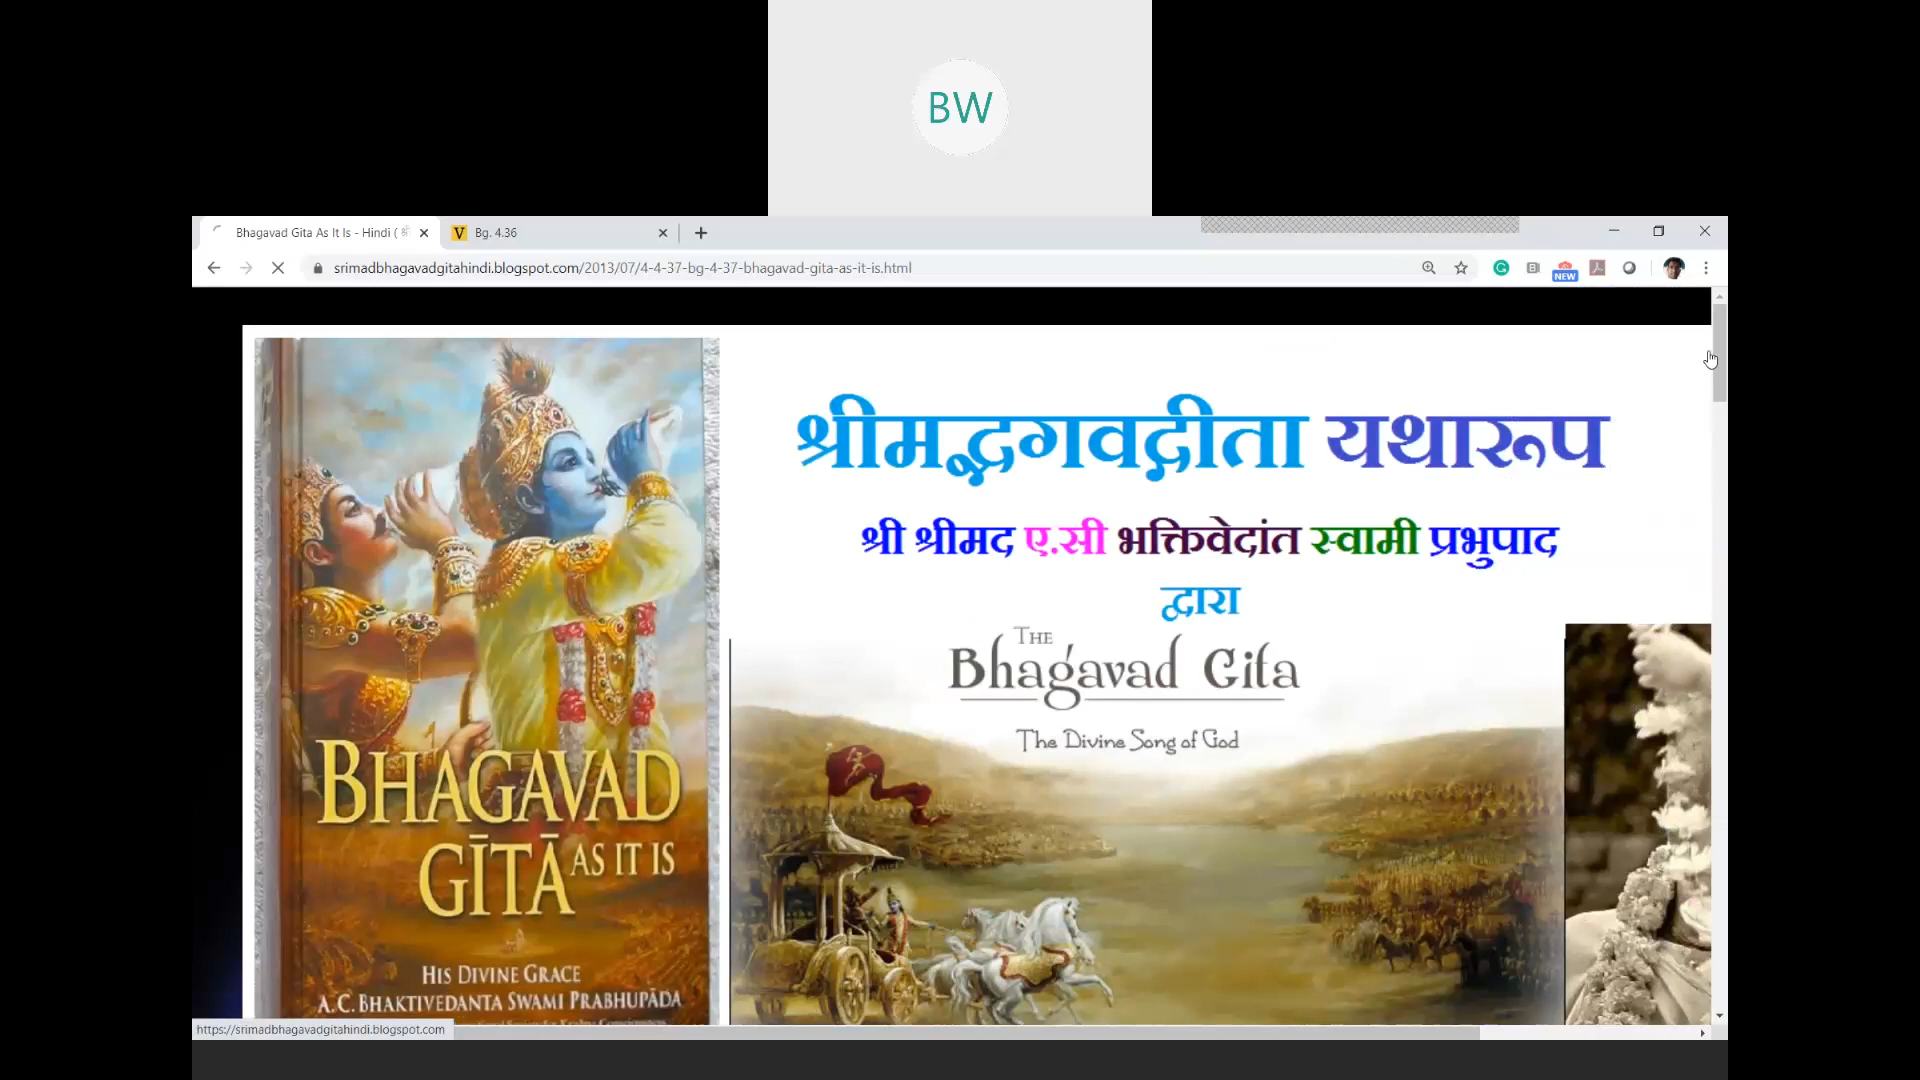 BW
Bhagavad Gita As It Is - Hindi (
V Bg. 4.36
srimadbhagavadgitahindi.blogspot.com/2013/07/4-4-37-bg-4-37-bhagavad-gita-as-it-is.html
NEW
श्रीमद्भगवद्गीता यथारूप
श्री श्रीमद ए.सी भक्तिवेदांत स्वामी प्रभुपाद
द्वारा
THE
Bhagavad Gita
The Divine Song of God
BHAGAVAD
GĪTĀ AS IT IS
HIS DIVINE GRACE
A.C. BHAKTIVEDANTA SWAMI PRABHUPĀDA
https://srimadbhagavadgitahindi.blogspot.com